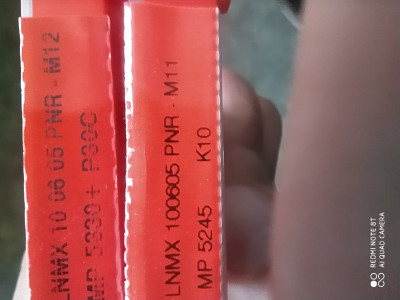 LNMX 10 06 05 PNR - M12
MP 5230+ P30C
LNMX 100605 PNR - M11
MP 5245 K10
REDMI NOTE 8T
AI QUAD CAMERA